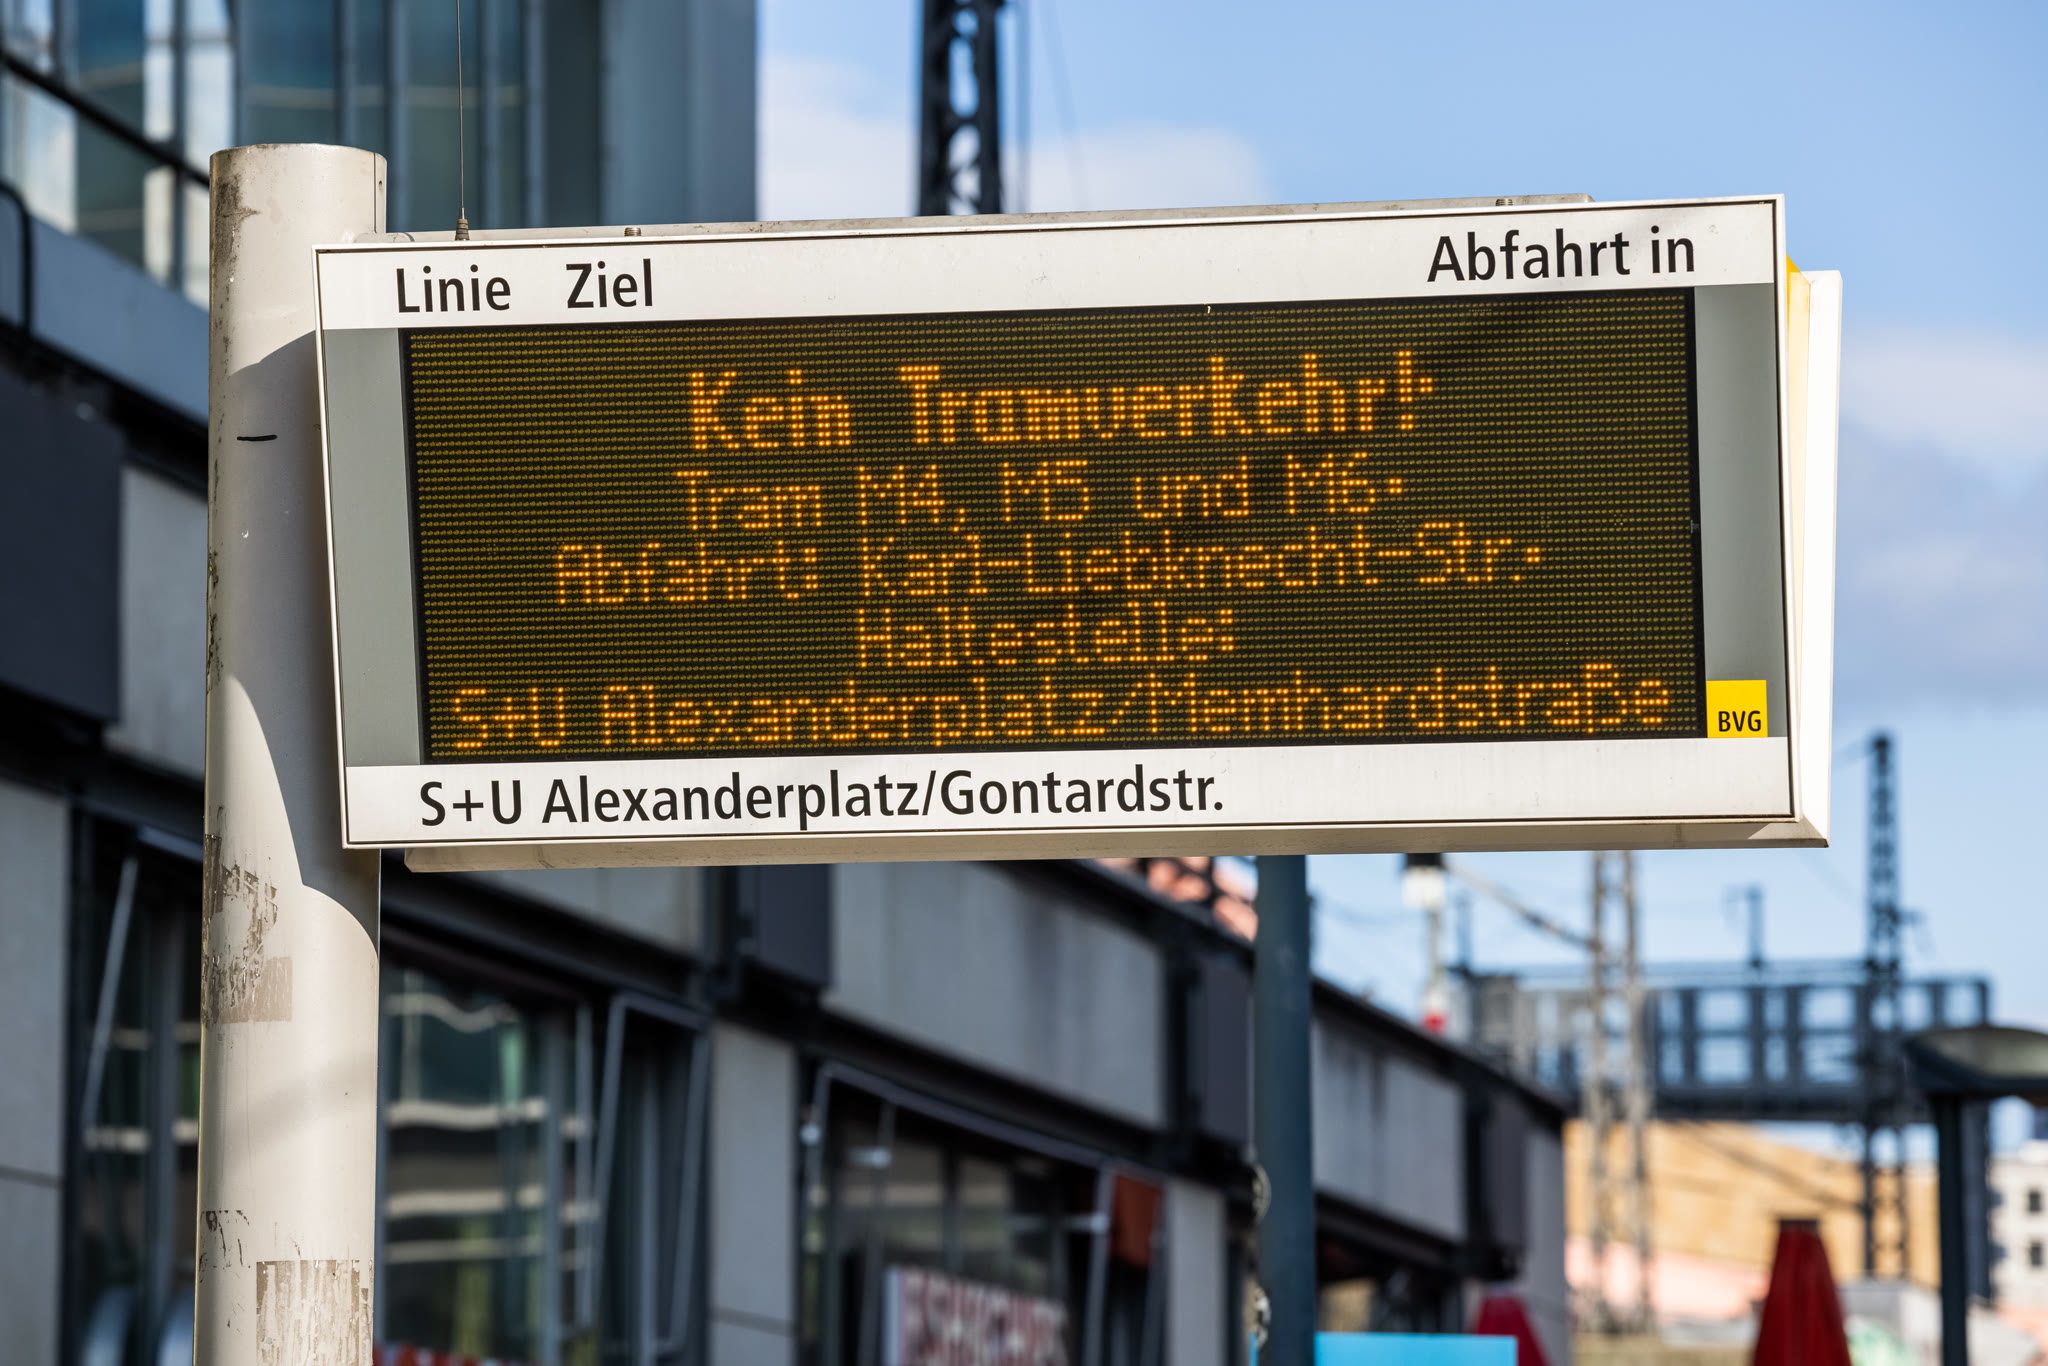 Linie Ziel Abfahrt in
Kein Tramverkehr!
Tram M4, M5 und M6:
Abfahrt: Karl-Liebknecht-Str.:
Haltestelle:
S+U Alexanderplatz/Memhardstraße
BVG
S+U Alexanderplatz/Gontardstr.